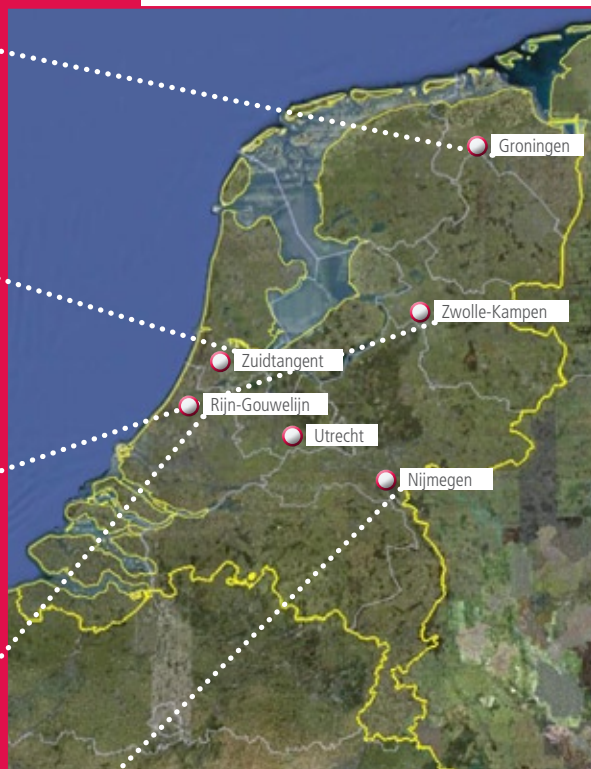 Groningen
Zwolle-Kampen
Zuidtangent
Rijn-Gouwelijn
Utrecht
Nijmegen